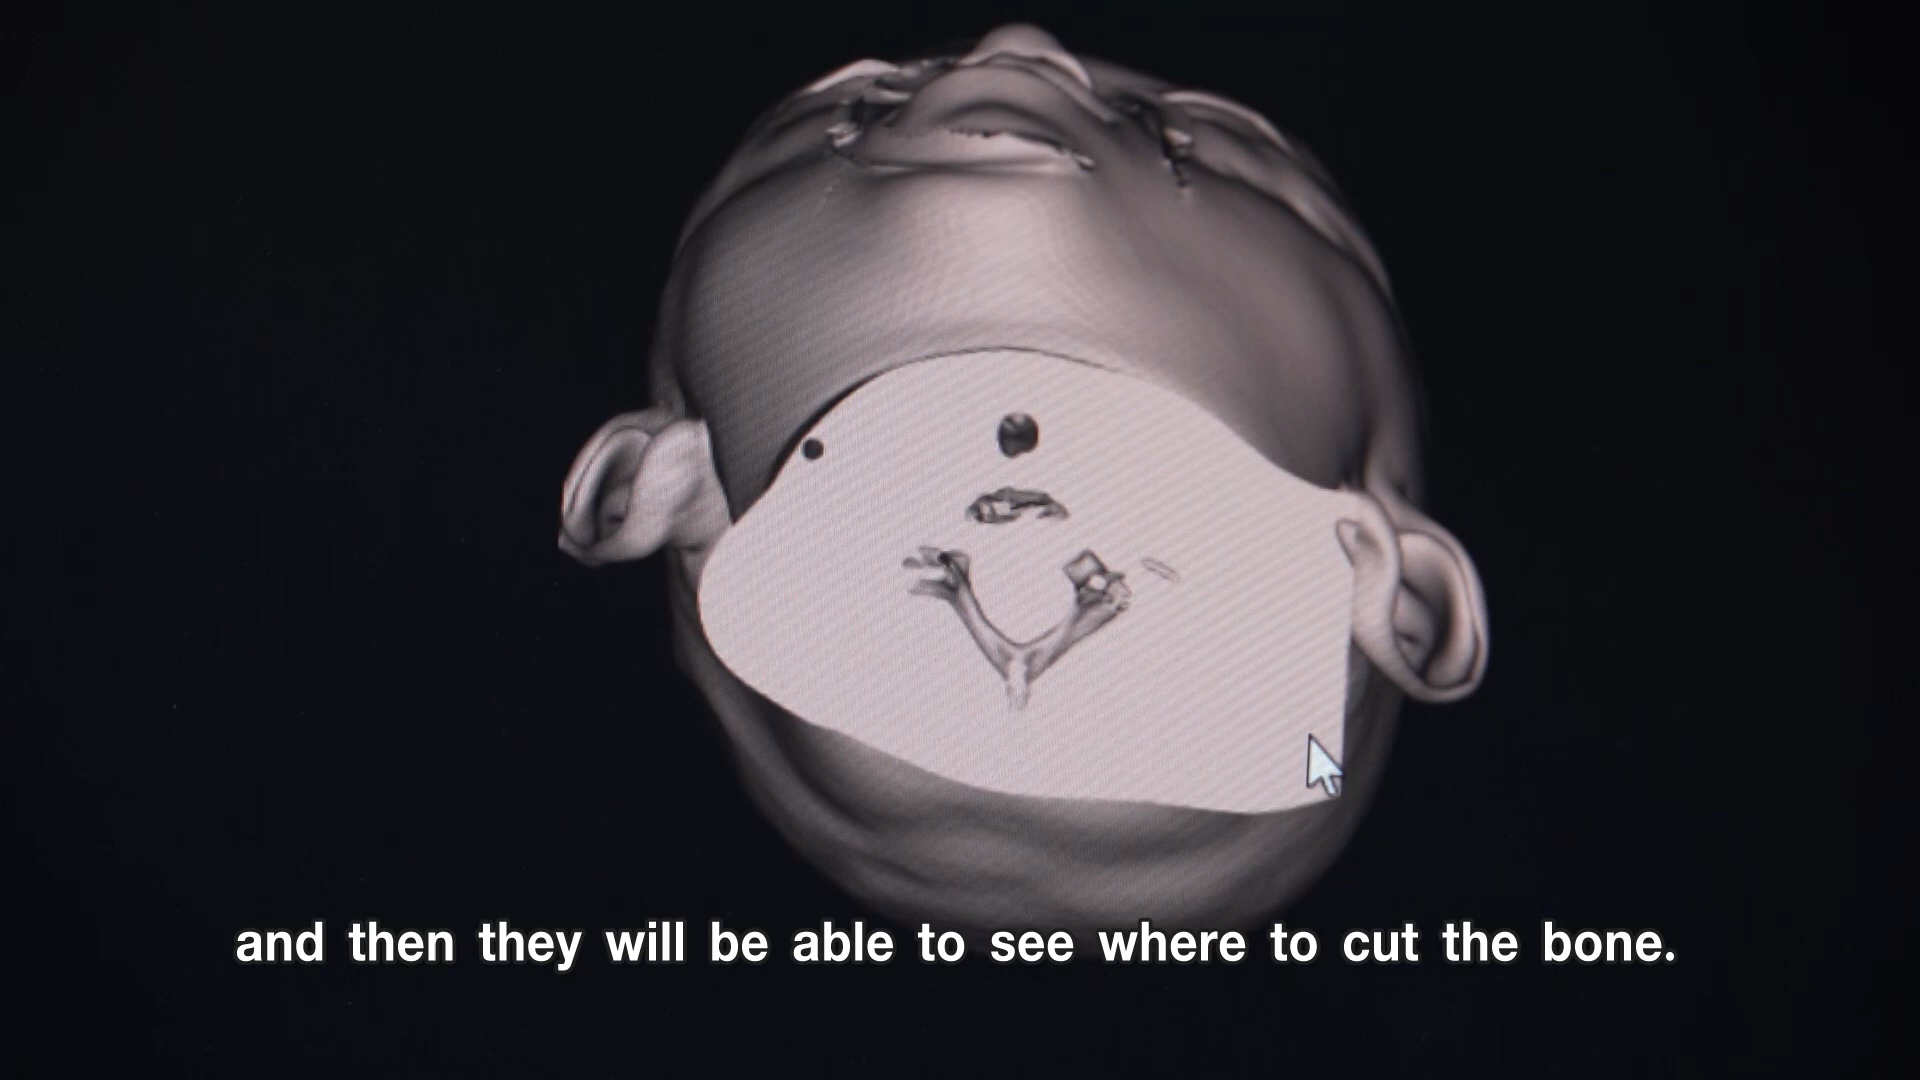 and then they will be able to see where to cut the bone.